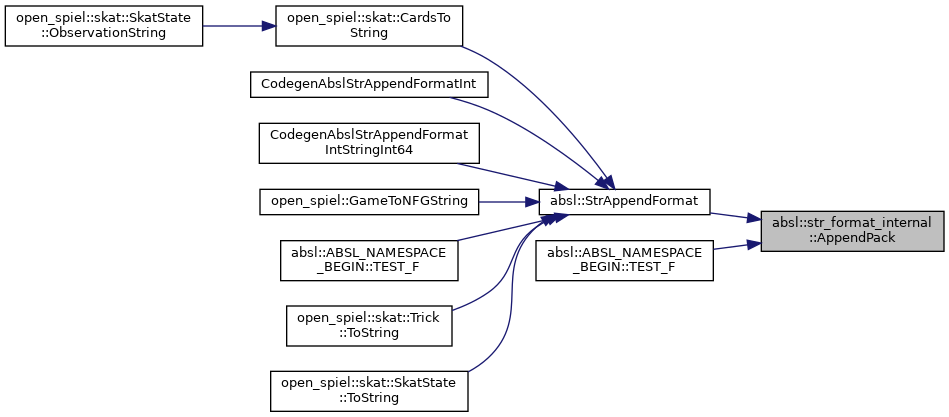 open_spiel::skat::SkatState
::ObservationString
open_spiel::skat::CardsTo
String
CodegenAbslStrAppendFormatInt
CodegenAbslStrAppendFormat
IntStringInt64
open_spiel::GameToNFGString
absl::ABSL_NAMESPACE
_BEGIN::TEST_F
open_spiel::skat::Trick
::ToString
open_spiel::skat::SkatState
::ToString
absl::StrAppendFormat
absl::ABSL_NAMESPACE
_BEGIN::TEST_F
absl::str_format_internal
::AppendPack